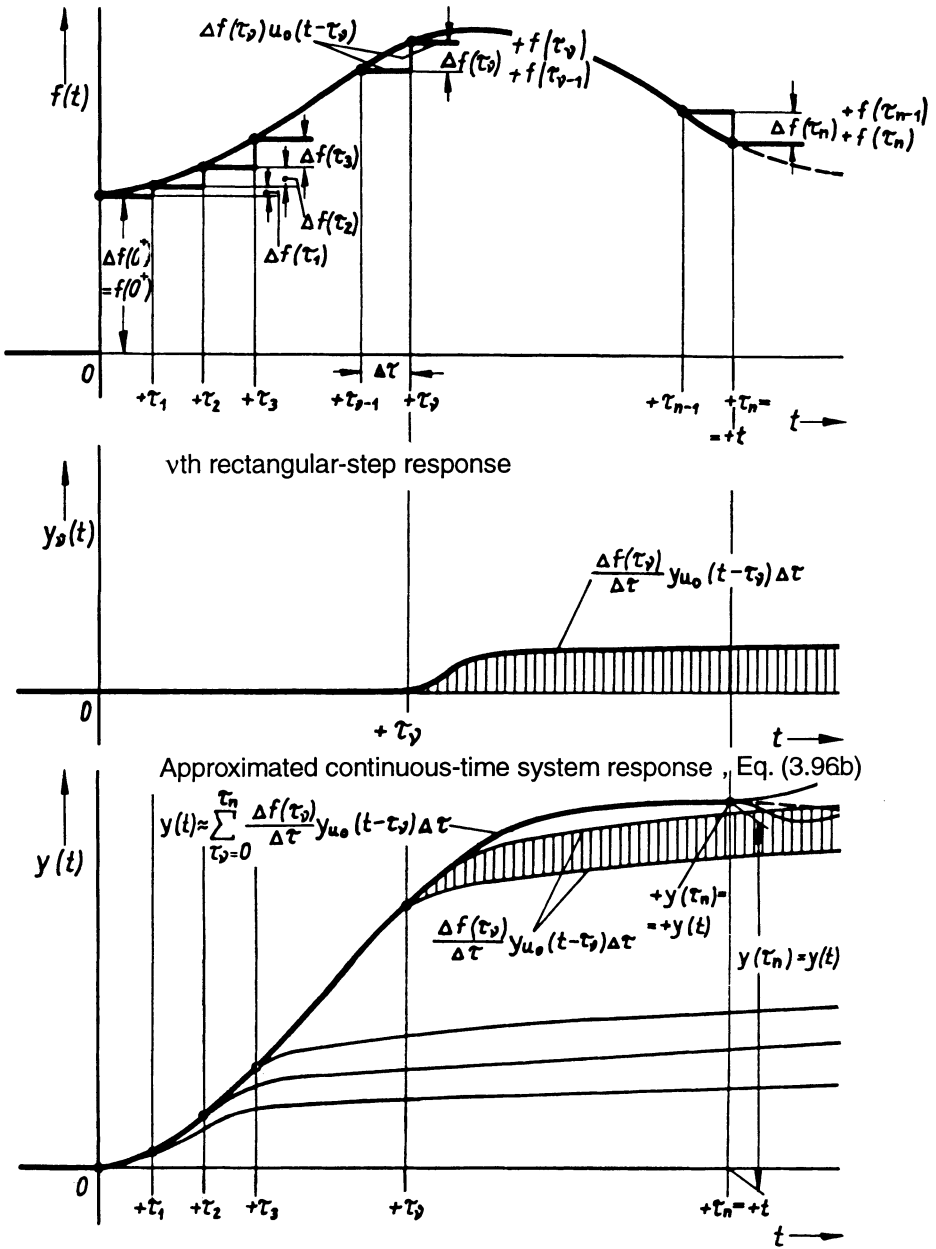 f(t)
Δf(τν)u₀(t-τν)
Δf(τν)
+f(τν)
+f(τν-1)
Δf(τn)
+f(τn-1)
+f(τn)
Δf(τ3)
Δf(τ2)
Δf(τ1)
Δf(0⁺)
=f(0⁺)
0
Δτ
+τ1
+τ2
+τ3
+τν-1
+τν
+τn-1
+τn=
=+t
t
νth rectangular-step response
yν(t)
Δf(τν)/Δτ yu₀(t-τν)Δτ
0
+τν
t
Approximated continuous-time system response , Eq. (3.96b)
y(t)≈∑τν=0τn Δf(τν)/Δτ yu₀(t-τν)Δτ
y(t)
+y(τn)=
=+y(t)
Δf(τν)/Δτ yu₀(t-τν)Δτ
y(τn)=y(t)
0
+τ1
+τ2
+τ3
+τν
+τn=+t
t